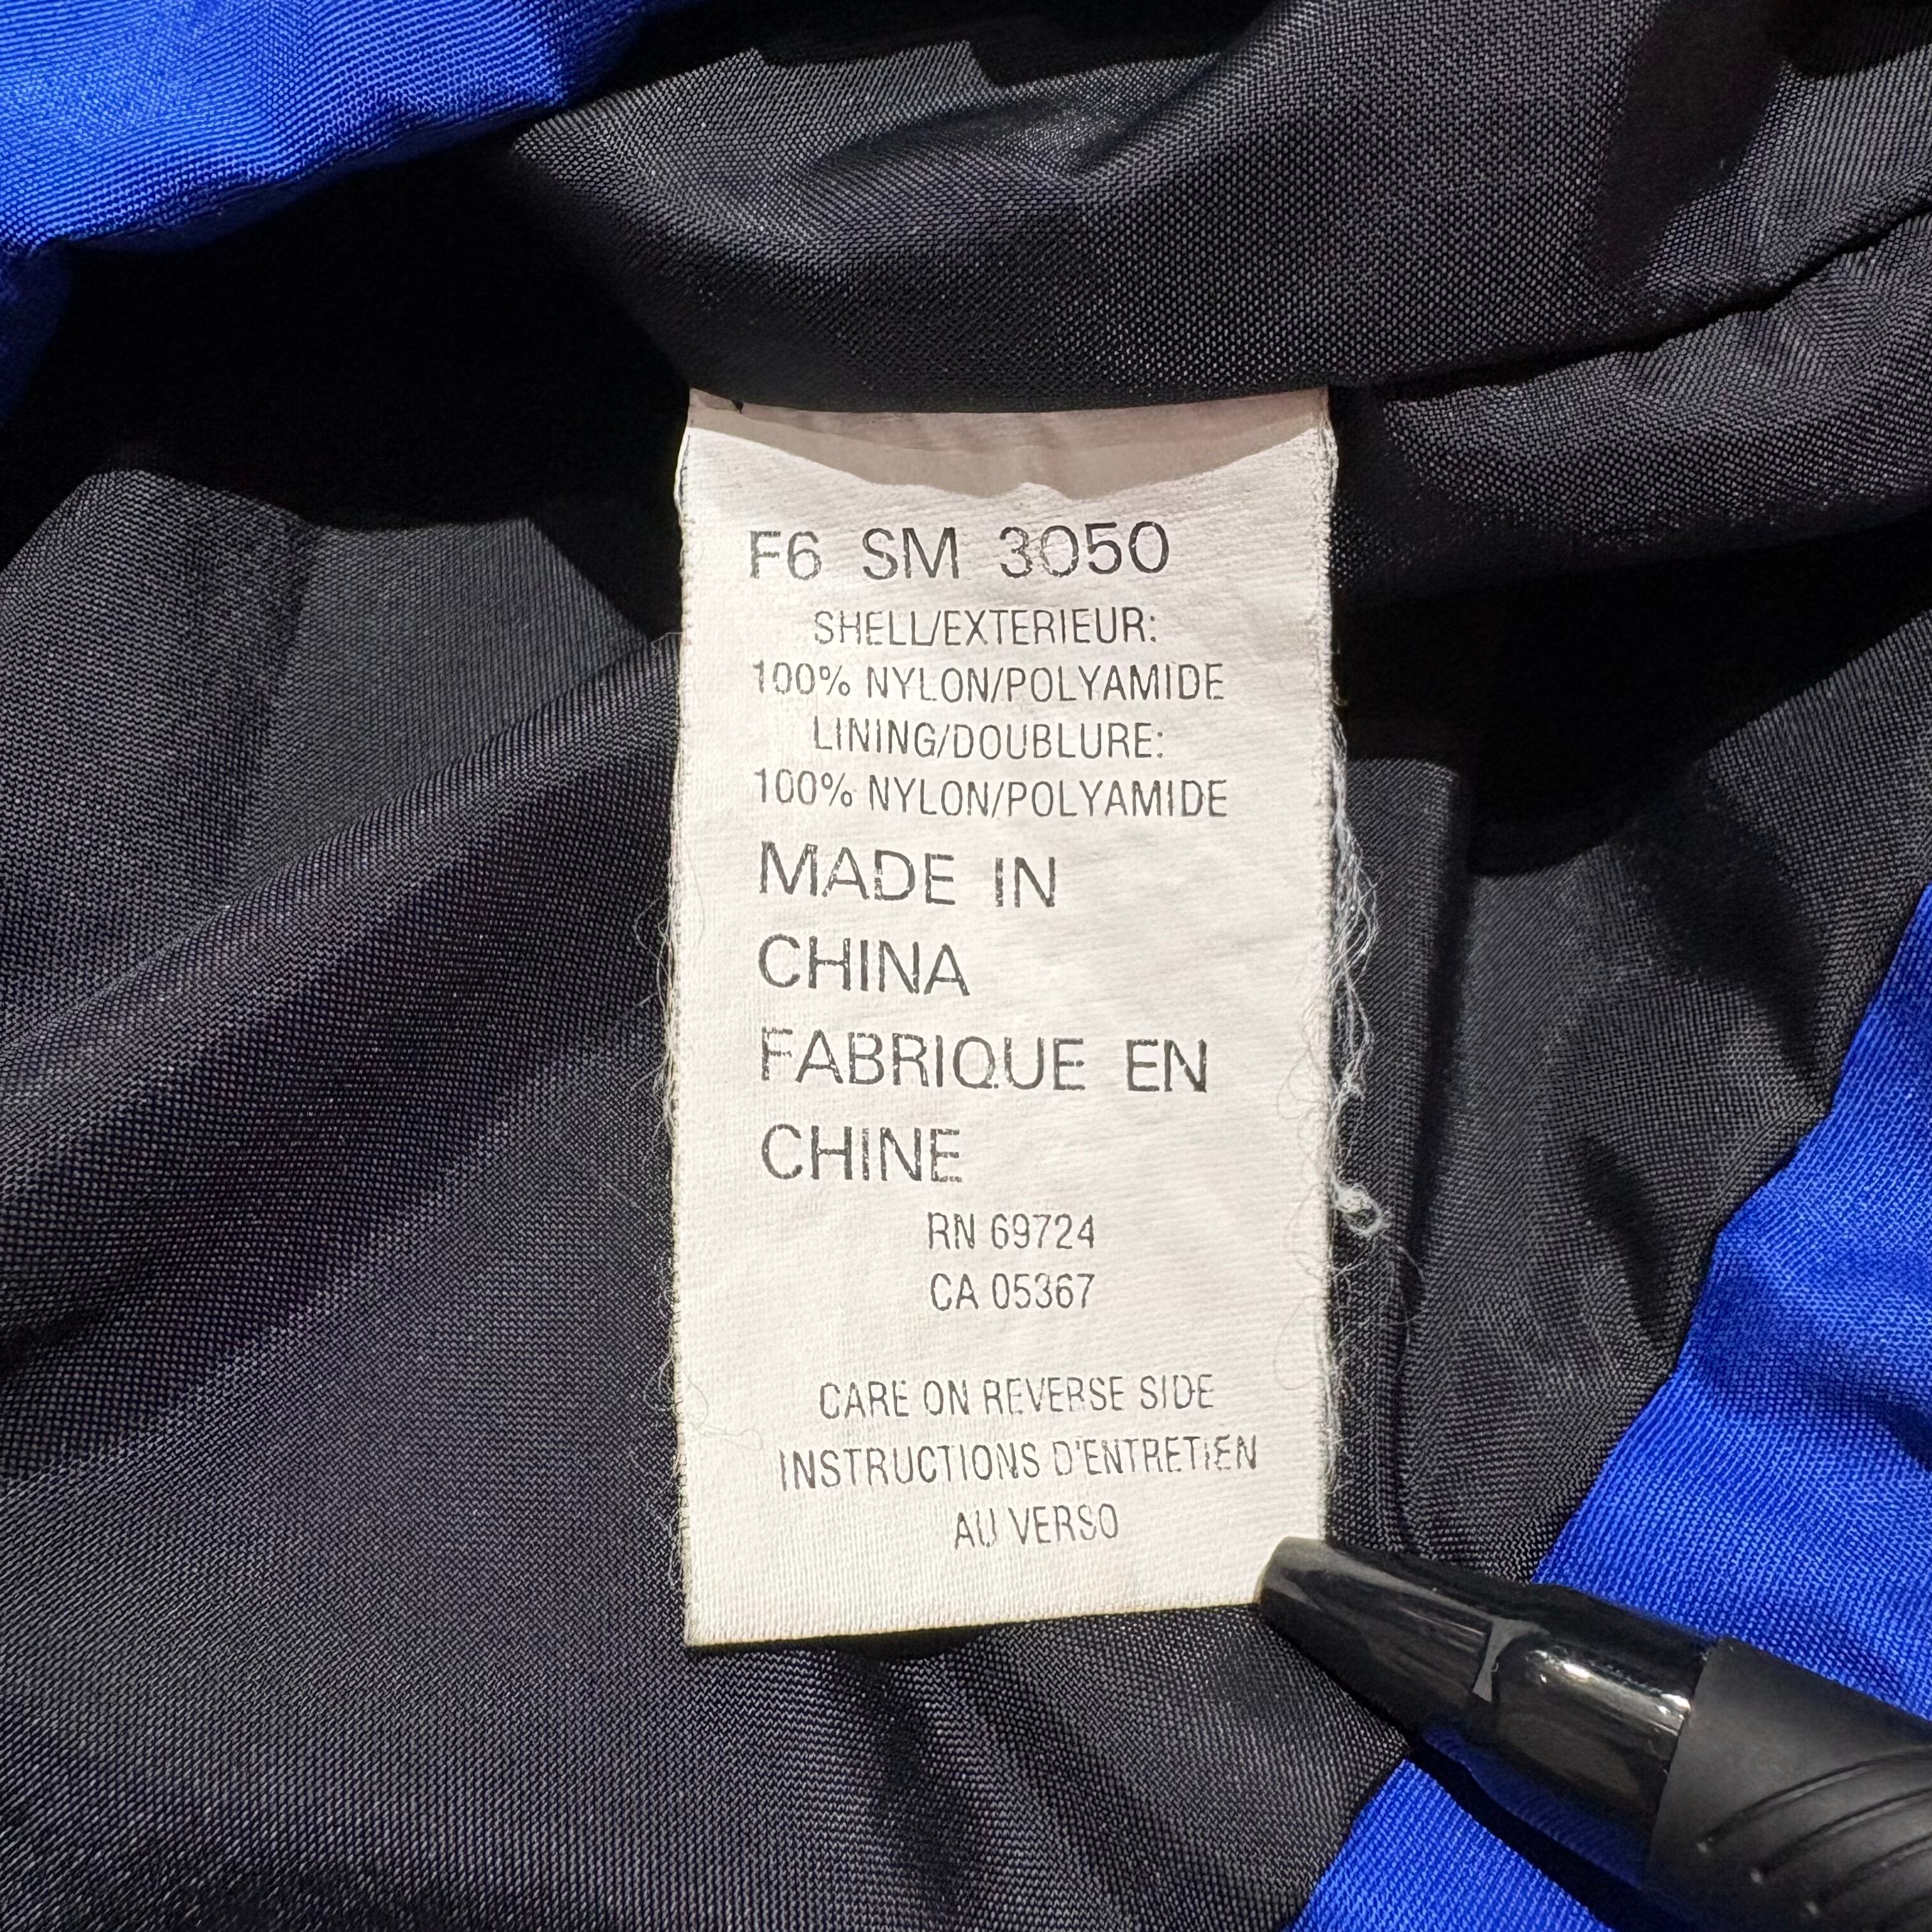 F6 SM 3050
SHELL/EXTERIEUR:
100% NYLON/POLYAMIDE
LINING/DOUBLURE:
100% NYLON/POLYAMIDE
MADE IN
CHINA
FABRIQUE EN
CHINE
RN 69724
CA 05367
CARE ON REVERSE SIDE
INSTRUCTIONS D'ENTRETIEN
AU VERSO